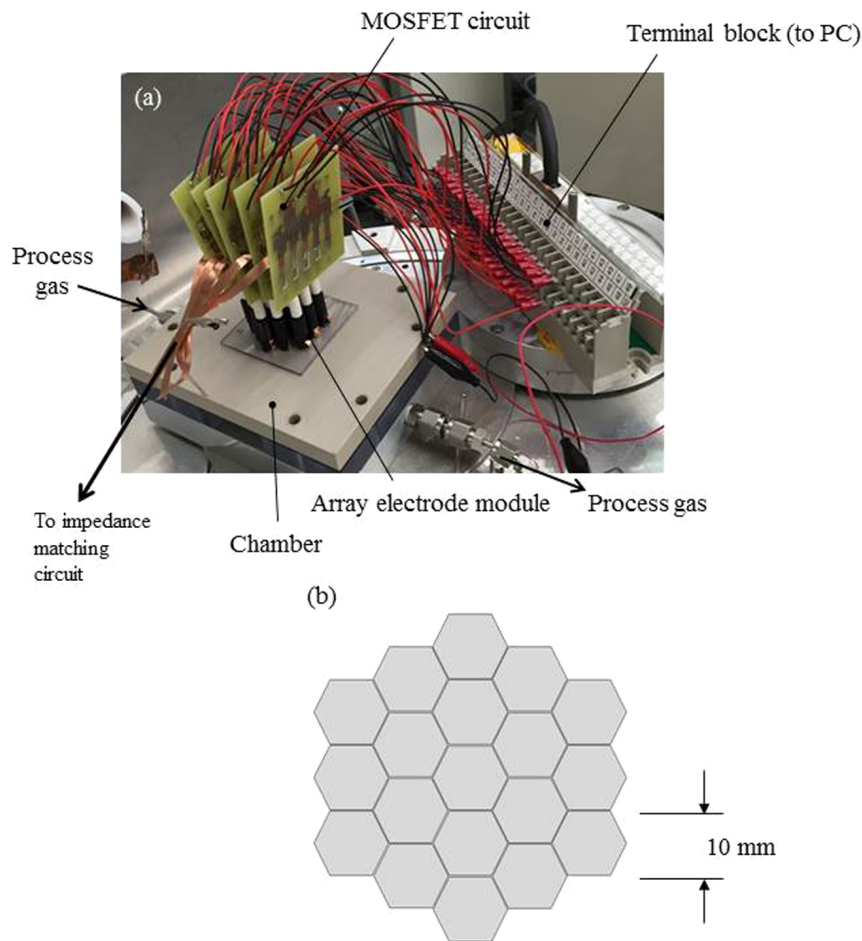 MOSFET circuit
Terminal block (to PC)
(a)
Process
gas
To impedance
matching
circuit
Chamber
Array electrode module
Process gas
(b)
10 mm